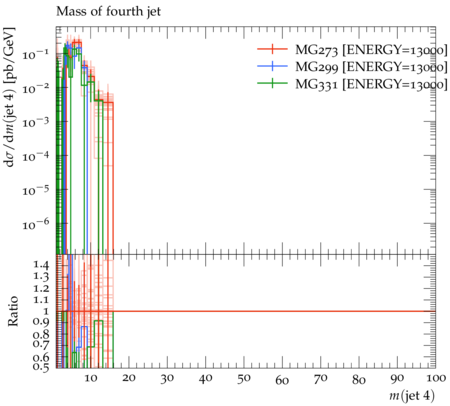 Mass of fourth jet
dσ/dm(jet 4) [pb/GeV]
10⁻¹
10⁻²
10⁻³
10⁻⁴
10⁻⁵
10⁻⁶
MG273 [ENERGY=13000]
MG299 [ENERGY=13000]
MG331 [ENERGY=13000]
Ratio
1.4
1.3
1.2
1.1
1
0.9
0.8
0.7
0.6
0.5
10 20 30 40 50 60 70 80 90 100
m(jet 4)